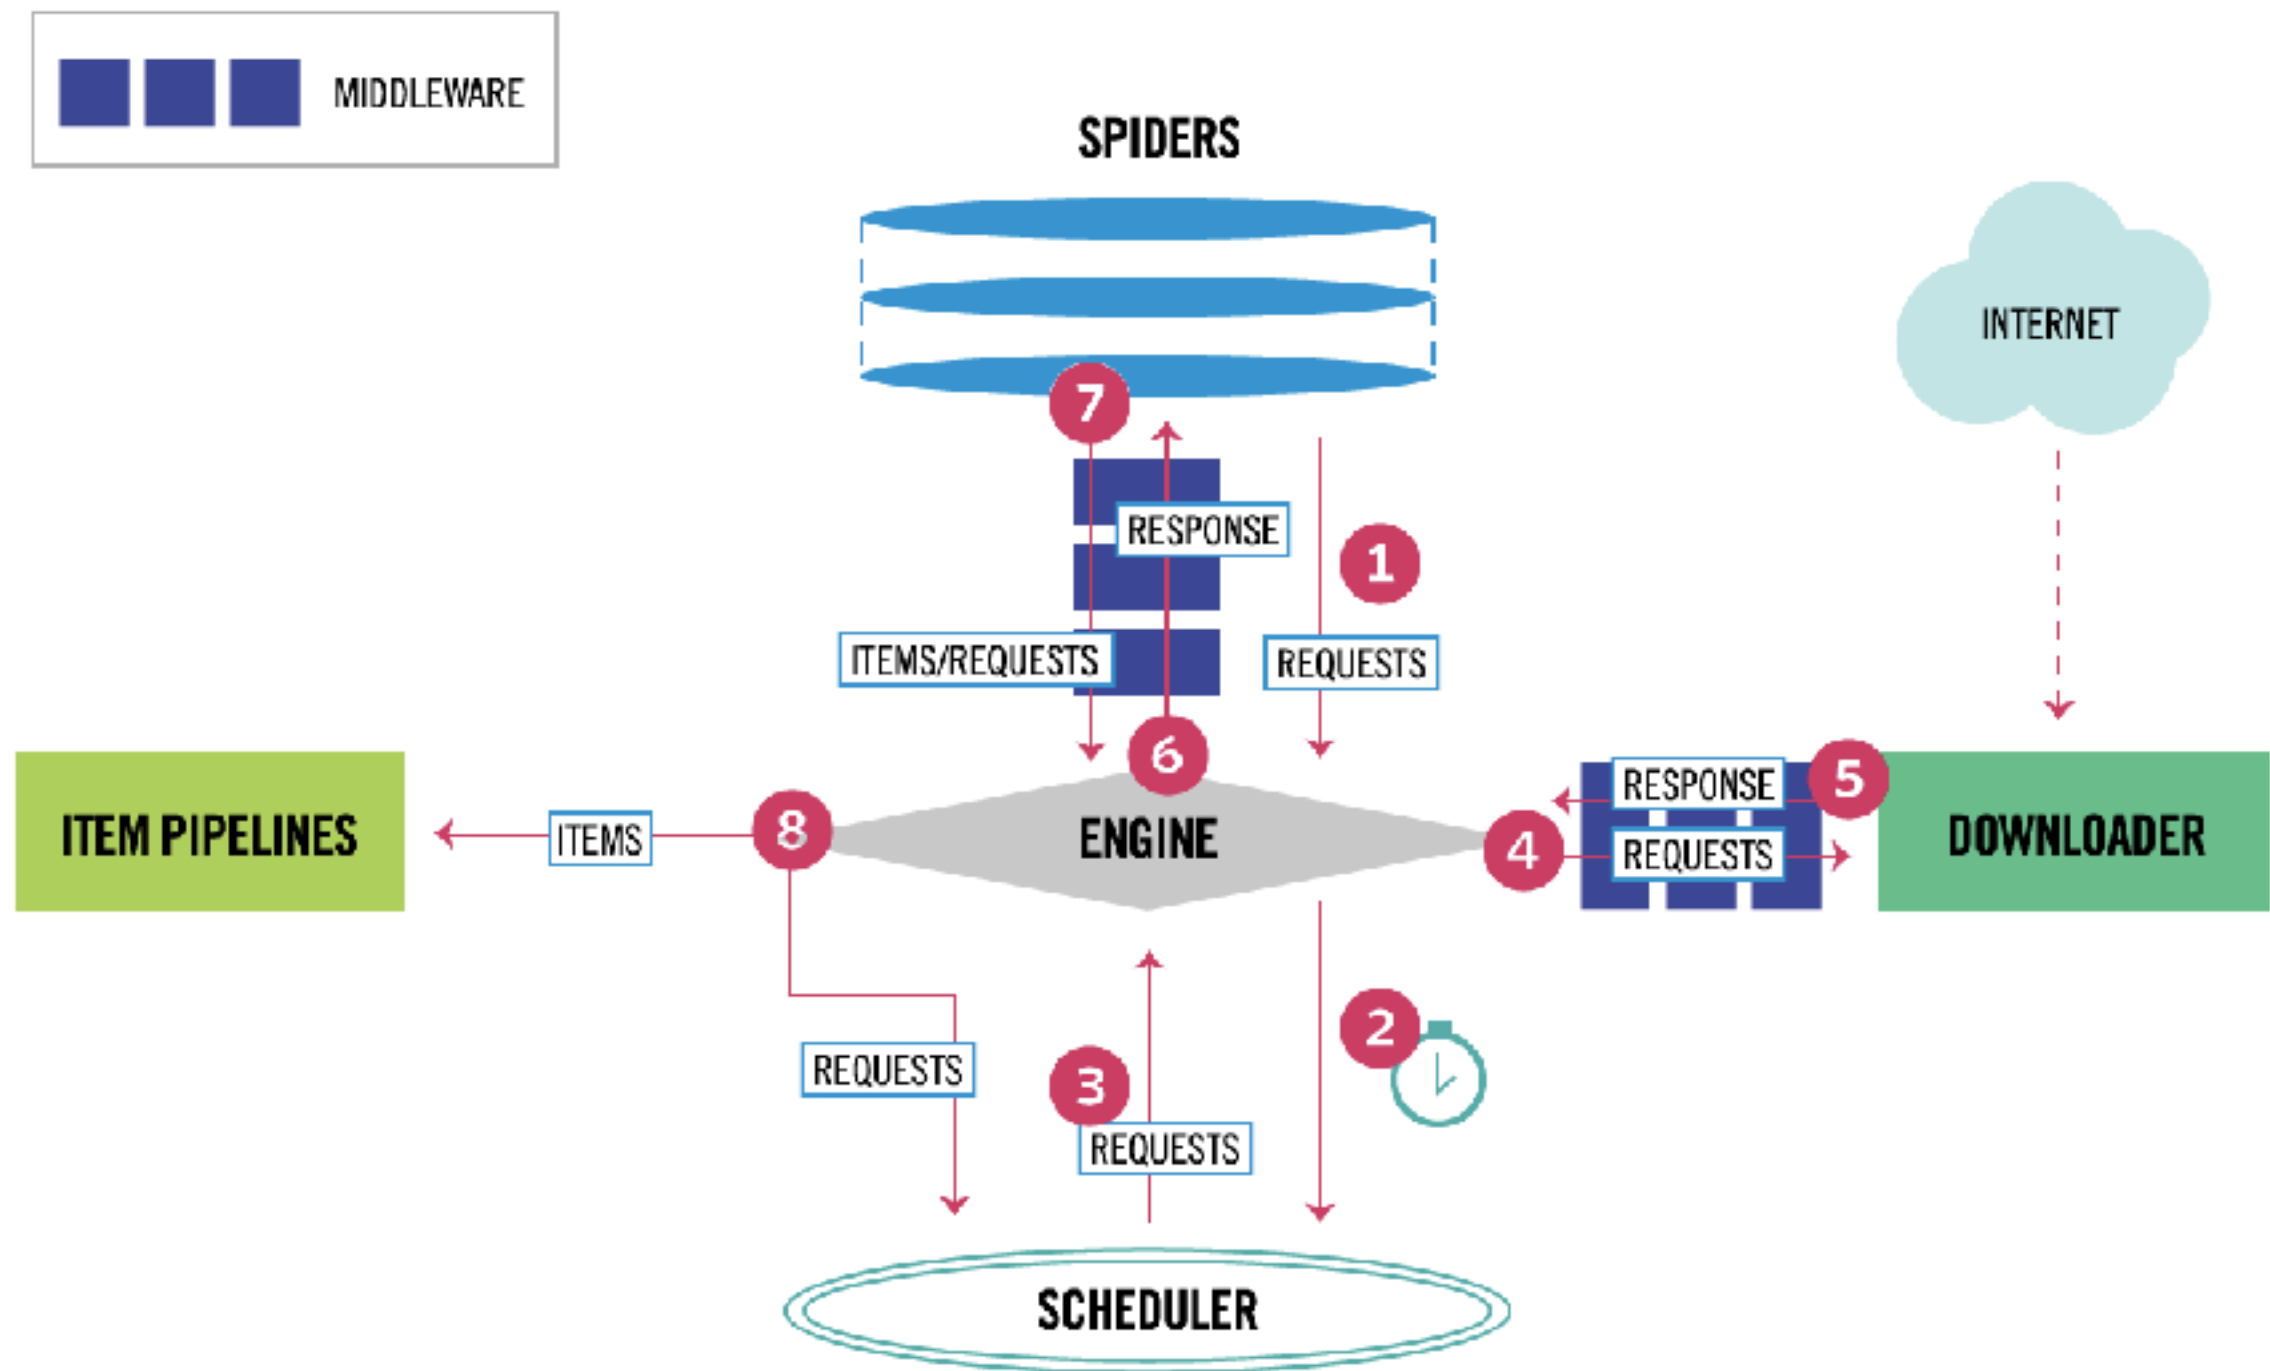 MIDDLEWARE
SPIDERS
INTERNET
7
RESPONSE
1
ITEMS/REQUESTS
REQUESTS
6
RESPONSE
5
ITEM PIPELINES
ITEMS
8
ENGINE
4
REQUESTS
DOWNLOADER
2
REQUESTS
3
REQUESTS
SCHEDULER